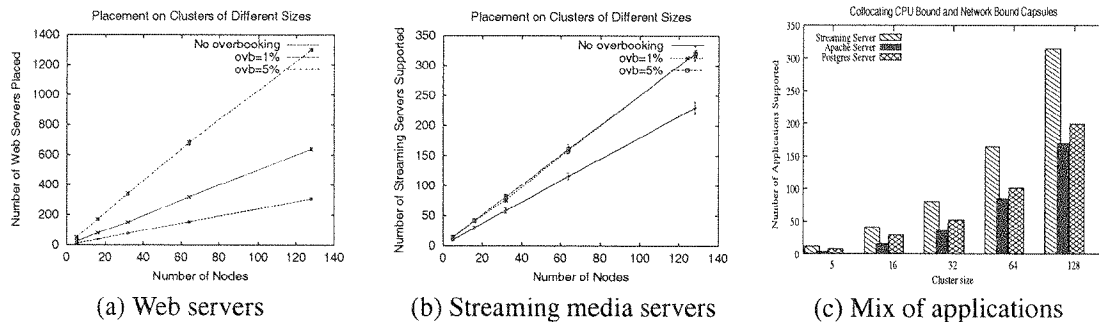 Placement on Clusters of Different Sizes
No overbooking
ovb=1%
ovb=5%
Number of Web Servers Placed
1400
1200
1000
800
600
400
200
0
0 20 40 60 80 100 120 140
Number of Nodes
(a) Web servers
Placement on Clusters of Different Sizes
No overbooking
ovb=1%
ovb=5%
Number of Streaming Servers Supported
350
300
250
200
150
100
50
0
0 20 40 60 80 100 120 140
Number of Nodes
(b) Streaming media servers
Collocating CPU Bound and Network Bound Capsules
Streaming Server
Apache Server
Postgres Server
Number of Applications Supported
350
300
250
200
150
100
50
0
5 16 32 64 128
Cluster size
(c) Mix of applications